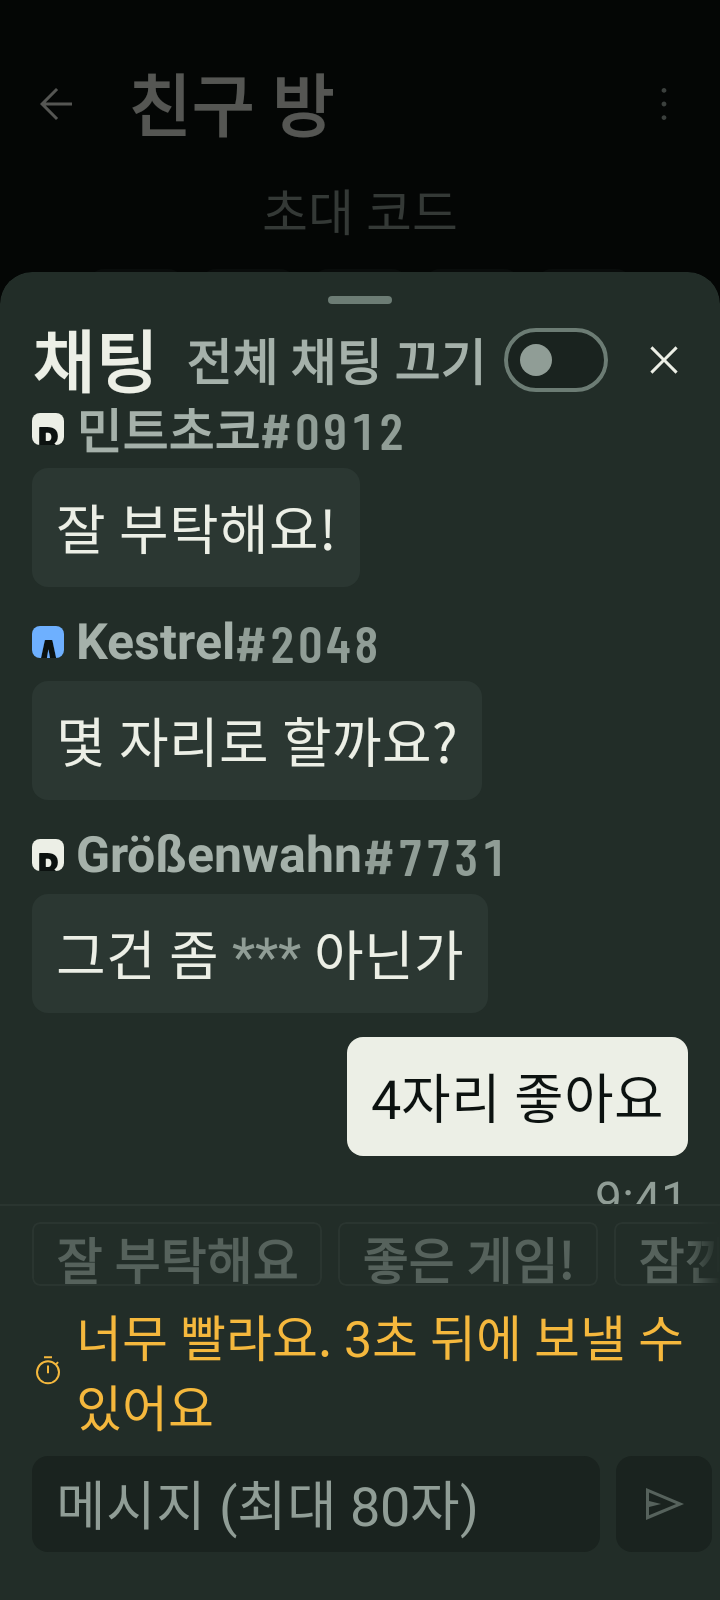 친구 방
초대 코드
채팅 전체 채팅 끄기
민트초코#0912
잘 부탁해요!
Kestrel#2048
몇 자리로 할까요?
Größenwahn#7731
그건 좀 *** 아닌가
4자리 좋아요
9:41
잘 부탁해요 좋은 게임!
너무 빨라요. 3초 뒤에 보낼 수
있어요
메시지 (최대 80자)